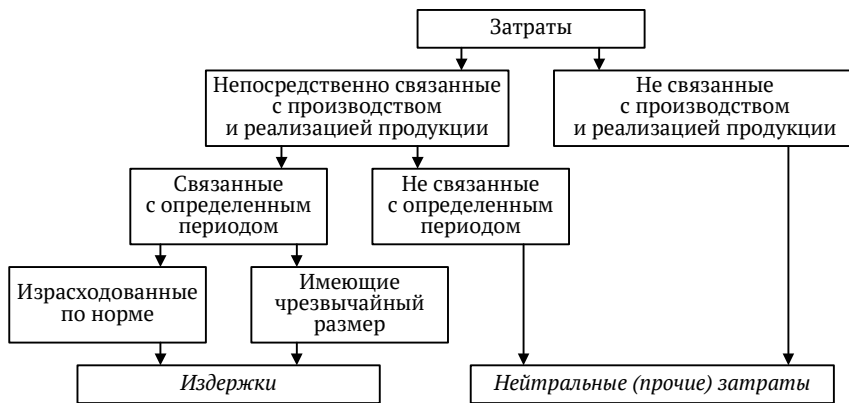 Затраты
Непосредственно связанные
с производством
и реализацией продукции
Не связанные
с производством
и реализацией продукции
Связанные
с определенным
периодом
Не связанные
с определенным
периодом
Израсходованные
по норме
Имеющие
чрезвычайный
размер
Издержки
Нейтральные (прочие) затраты